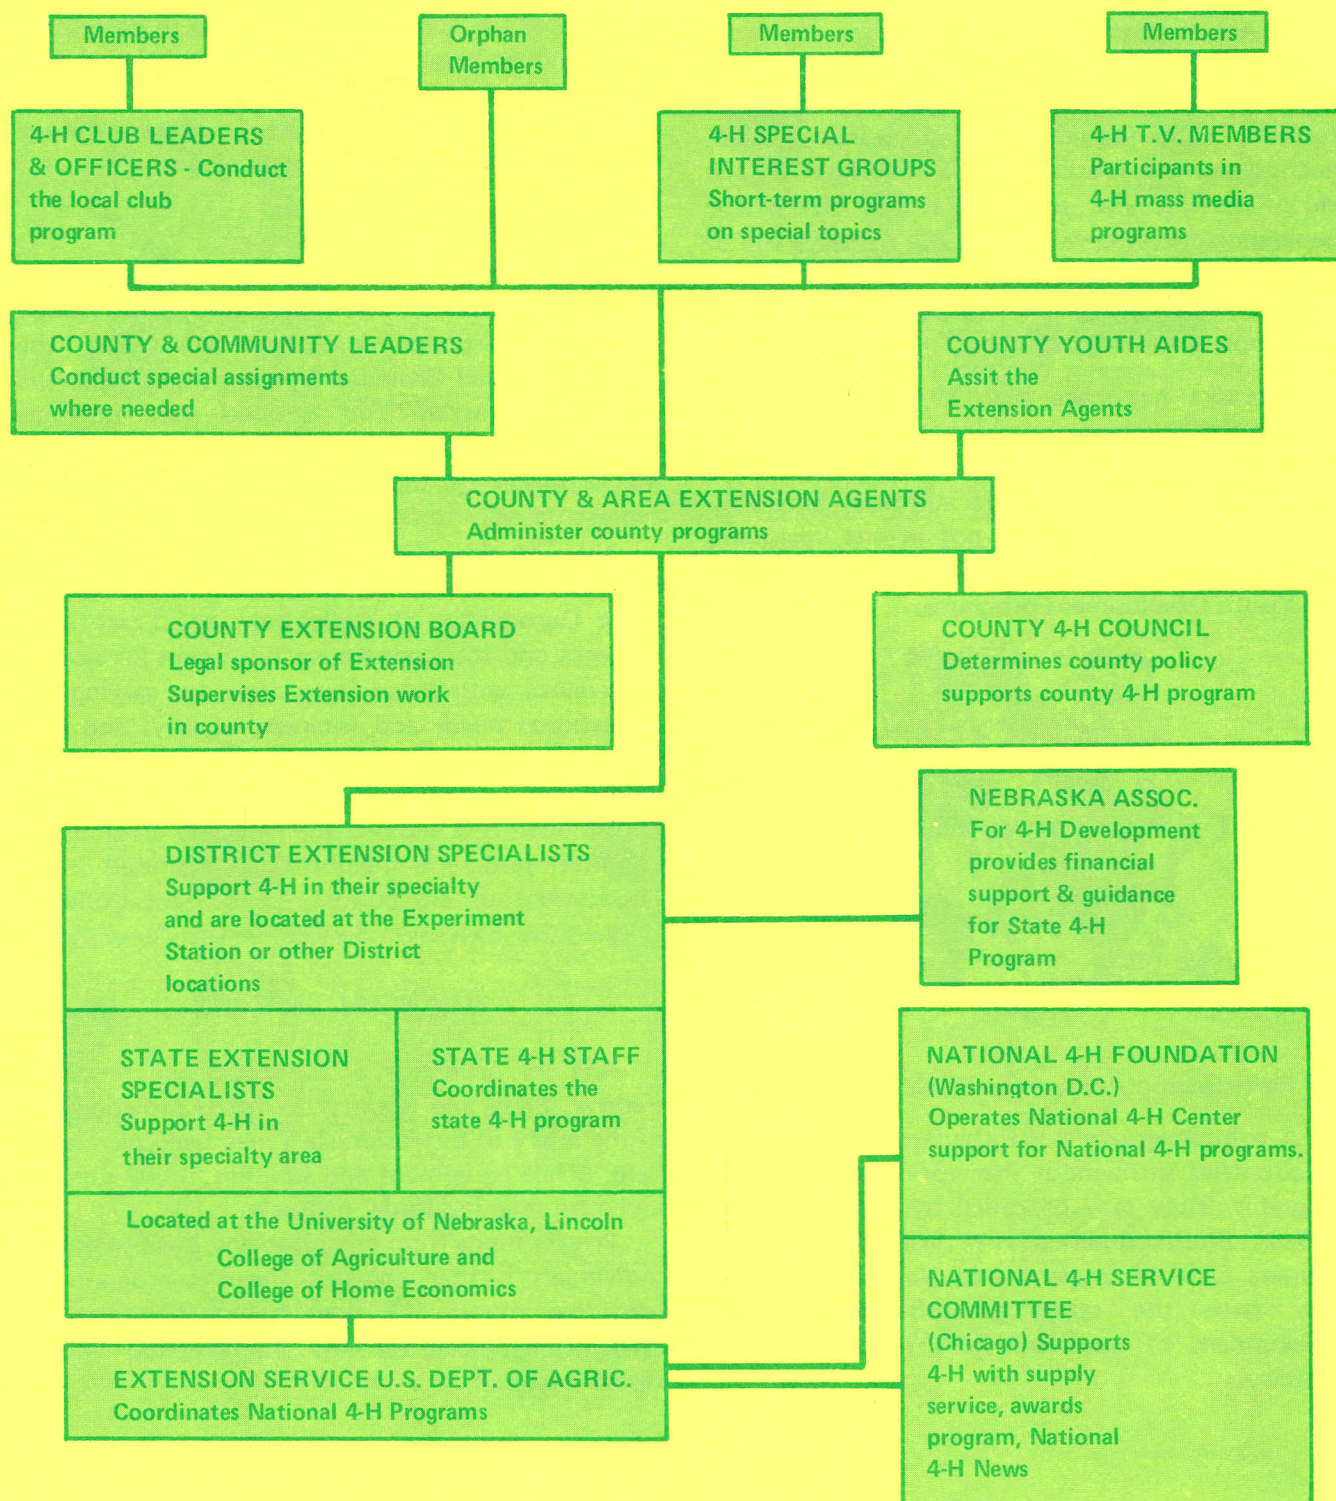 Members
Orphan
Members
Members
Members
4-H CLUB LEADERS
& OFFICERS - Conduct
the local club
program
4-H SPECIAL
INTEREST GROUPS
Short-term programs
on special topics
4-H T.V. MEMBERS
Participants in
4-H mass media
programs
COUNTY & COMMUNITY LEADERS
Conduct special assignments
where needed
COUNTY YOUTH AIDES
Assit the
Extension Agents
COUNTY & AREA EXTENSION AGENTS
Administer county programs
COUNTY EXTENSION BOARD
Legal sponsor of Extension
Supervises Extension work
in county
COUNTY 4-H COUNCIL
Determines county policy
supports county 4-H program
NEBRASKA ASSOC.
For 4-H Development
provides financial
support & guidance
for State 4-H
Program
DISTRICT EXTENSION SPECIALISTS
Support 4-H in their specialty
and are located at the Experiment
Station or other District
locations
STATE EXTENSION
SPECIALISTS
Support 4-H in
their specialty area
STATE 4-H STAFF
Coordinates the
state 4-H program
Located at the University of Nebraska, Lincoln
College of Agriculture and
College of Home Economics
NATIONAL 4-H FOUNDATION
(Washington D.C.)
Operates National 4-H Center
support for National 4-H programs.
NATIONAL 4-H SERVICE
COMMITTEE
(Chicago) Supports
4-H with supply
service, awards
program, National
4-H News
EXTENSION SERVICE U.S. DEPT. OF AGRIC.
Coordinates National 4-H Programs